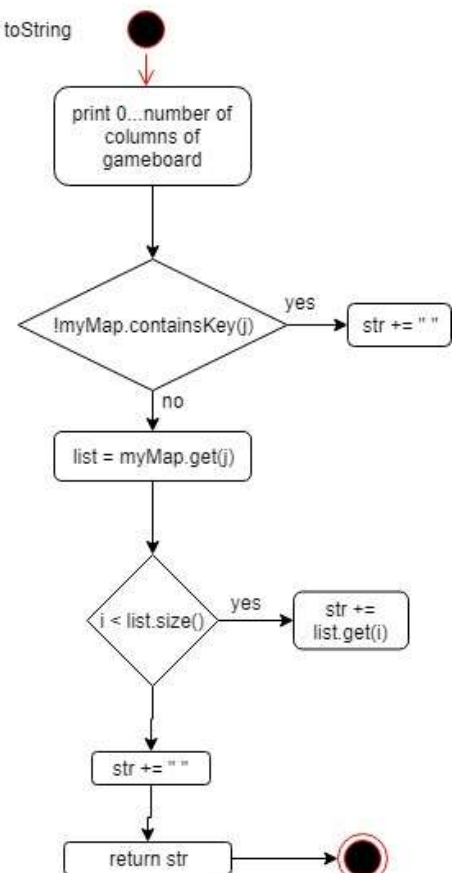 toString
print 0...number of
columns of
gameboard
!myMap.containsKey(j)
yes
str += " "
no
list = myMap.get(j)
i < list.size()
yes
str +=
list.get(i)
str += " "
return str